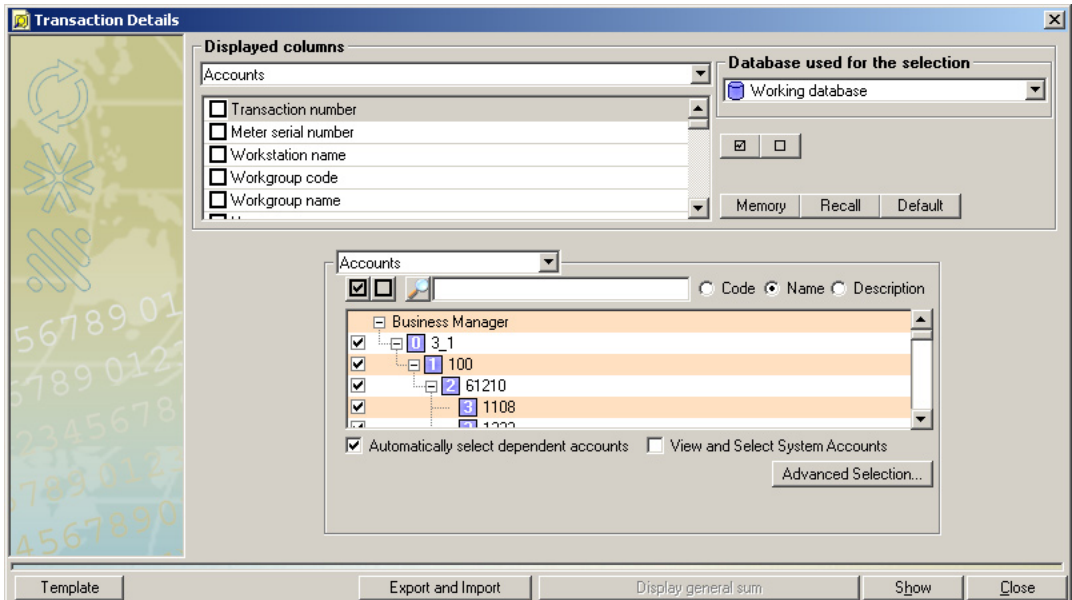 Transaction Details
Displayed columns
Accounts
Transaction number
Meter serial number
Workstation name
Workgroup code
Workgroup name
Database used for the selection
Working database
Memory Recall Default
Accounts
Code Name Description
Business Manager
0 3_1
1 100
2 61210
3 1108
Automatically select dependent accounts View and Select System Accounts
Advanced Selection...
Template Export and Import Display general sum Show Close